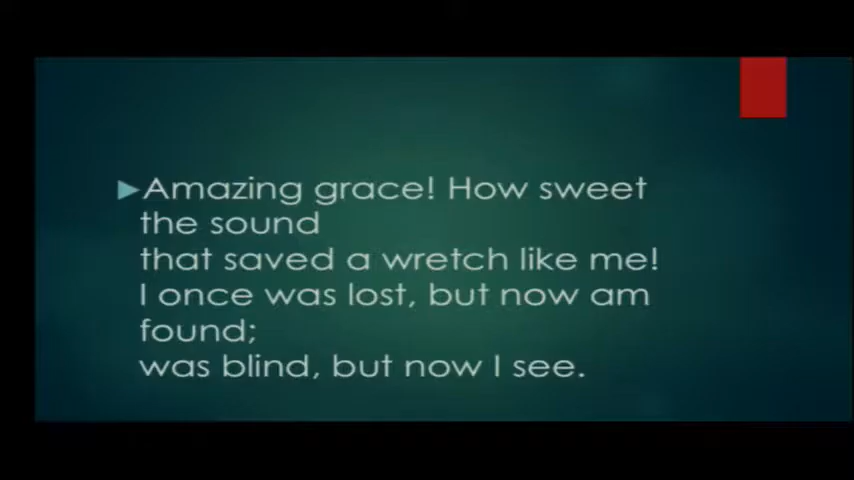 Amazing grace! How sweet
the sound
that saved a wretch like me!
I once was lost, but now am
found;
was blind, but now I see.